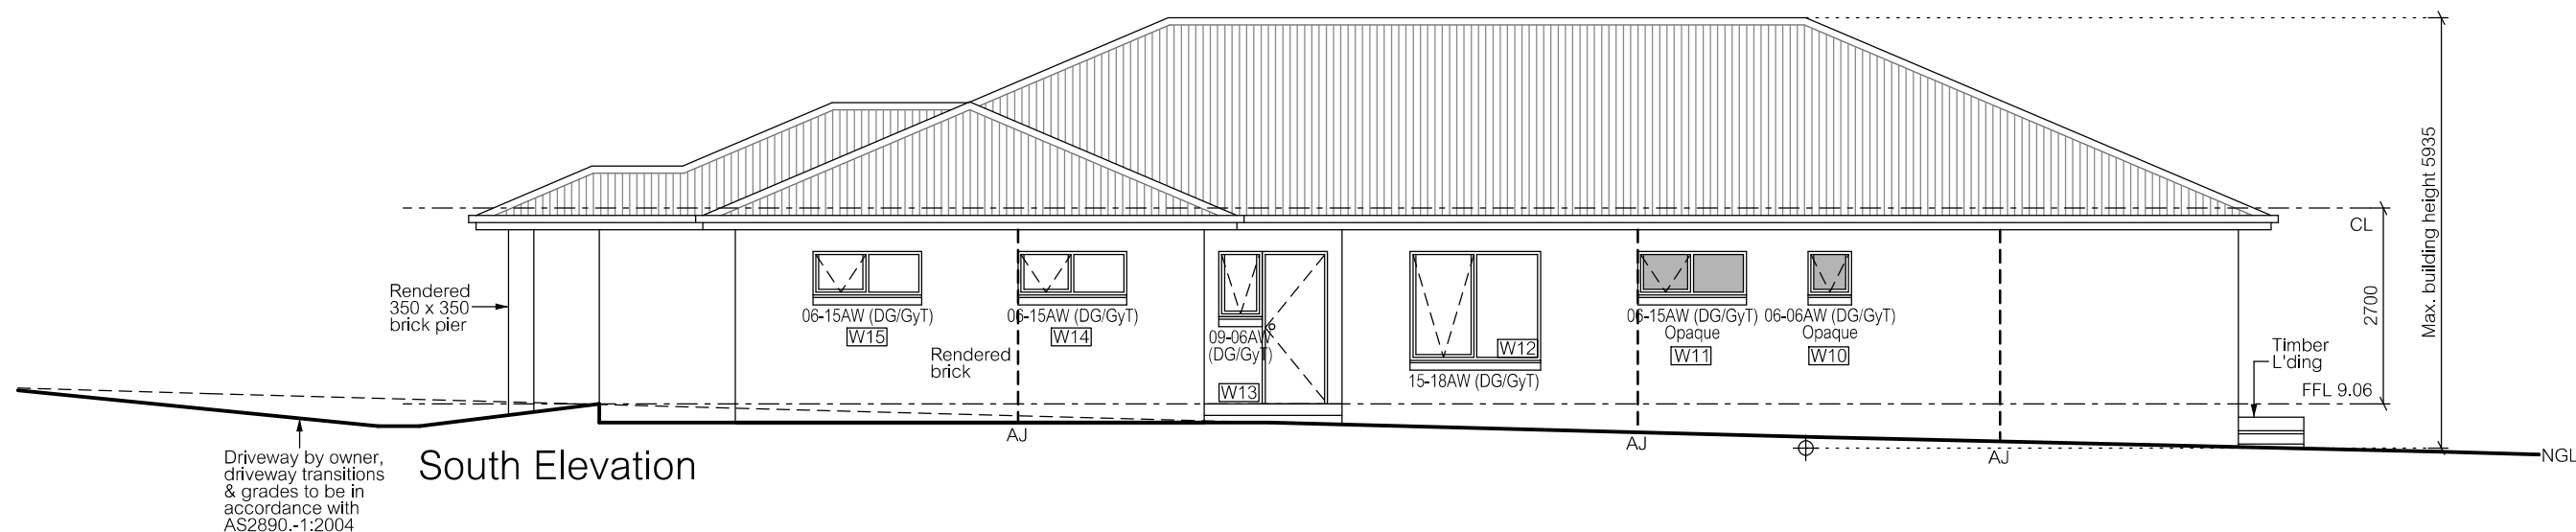 Max. building height 5935
CL
2700
FFL 9.06
Rendered
350 x 350
brick pier
06-15AW (DG/GyT)
W15
06-15AW (DG/GyT)
W14
Rendered
brick
09-06AW
(DG/GyT)
W13
W12
15-18AW (DG/GyT)
06-15AW (DG/GyT)
Opaque
W11
06-06AW (DG/GyT)
Opaque
W10
Timber
L'ding
AJ
AJ
AJ
NGL
Driveway by owner,
driveway transitions
& grades to be in
accordance with
AS2890.-1:2004
South Elevation